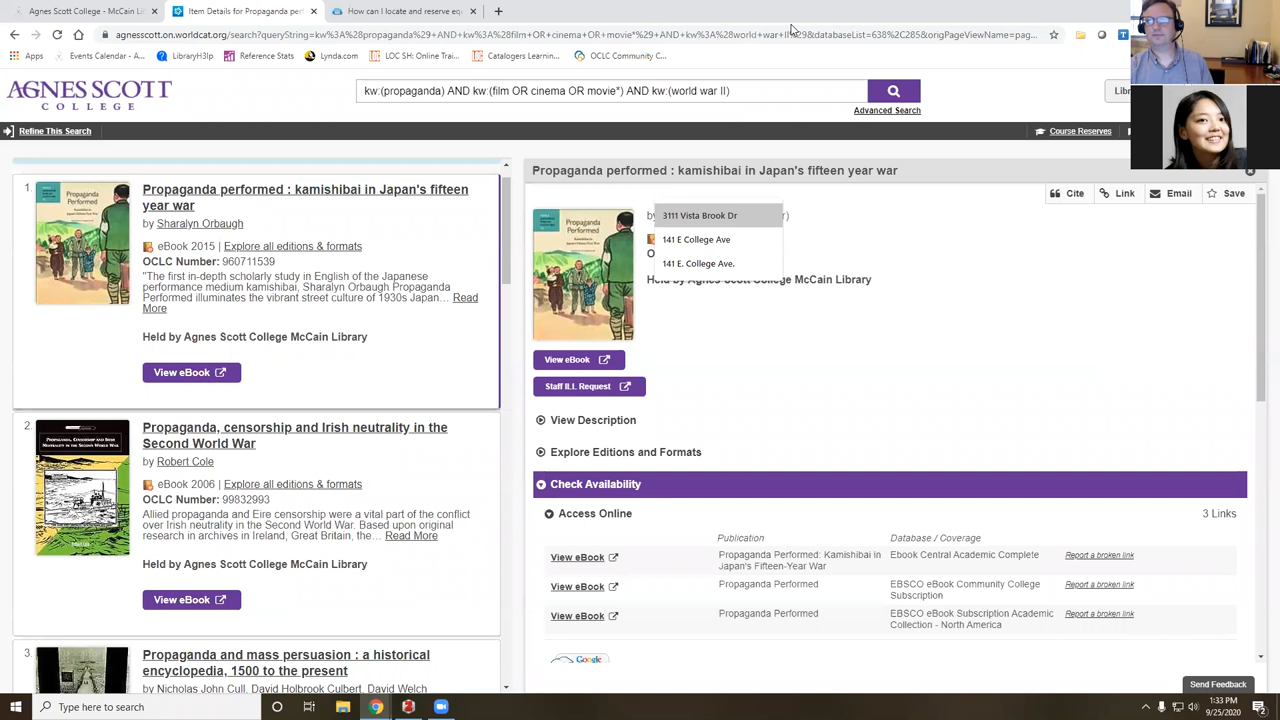 Agnes Scott College - McCain Lib
Item Details for Propaganda per
How can I locate and reserve eq
agnesscott.on.worldcat.org/search?queryString=kw%3A%28propaganda%29+AND+
OR+cinema+OR+movie*%29+AND+kw%3A%28world+war+II%29&databaseList=638%2C285&origPageViewName=pag...
Apps
Events Calendar - A...
LibraryH3lp
Reference Stats
Lynda.com
LOC SH- Online: Tr...
Catalogers Learnin...
OCLC Community C...
AGNES SCOTT
COLLEGE
kw:(propaganda) AND kw:(film OR cinema OR movie*) AND kw:(world war II)
Advanced Search
Refine This Search
Course Reserves
1.
Propaganda performed : kamishibai in Japan's fifteen
year war
by Sharalyn Orbaugh
eBook 2015 | Explore all editions & formats
OCLC Number: 960711539
"The first in-depth scholarly study in English of the Japanese
performance medium kamishibai, Sharalyn Orbaugh Propaganda
Performed illuminates the vibrant street culture of 1930s Japan… Read
More
Held by Agnes Scott College McCain Library
View eBook
2.
Propaganda, censorship and Irish neutrality in the
Second World War
by Robert Cole
eBook 2006 | Explore all editions & formats
OCLC Number: 99832993
Allied propaganda and Eire censorship were a vital part of the conflict
over Irish neutrality in the Second World War. Based upon original
research in archives in Ireland, Great Britain, the… Read More
Held by Agnes Scott College McCain Library
View eBook
3.
Propaganda and mass persuasion : a historical
encyclopedia, 1500 to the present
by Nicholas John Cull, David Holbrook Culbert, David Welch
Propaganda performed : kamishibai in Japan's fifteen year war
Cite
Link
Email
Save
3111 Vista Brook Dr
141 E College Ave
141 E. College Ave.
Held by Agnes Scott College McCain Library
View eBook
Staff ILL Request
View Description
Explore Editions and Formats
Check Availability
Access Online
3 Links
Publication
Database / Coverage
View eBook
Propaganda Performed: Kamishibai in
Japan's Fifteen-Year War
Ebook Central Academic Complete
Report a broken link
View eBook
Propaganda Performed
EBSCO eBook Community College
Subscription
Report a broken link
View eBook
Propaganda Performed
EBSCO eBook Subscription Academic
Collection - North America
Report a broken link
Google
Send Feedback
Type here to search
1:33 PM
9/25/2020